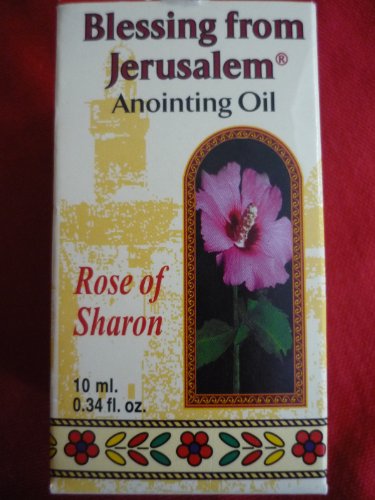 Blessing from
Jerusalem®
Anointing Oil
Rose of
Sharon
10 ml.
0.34 fl. oz.